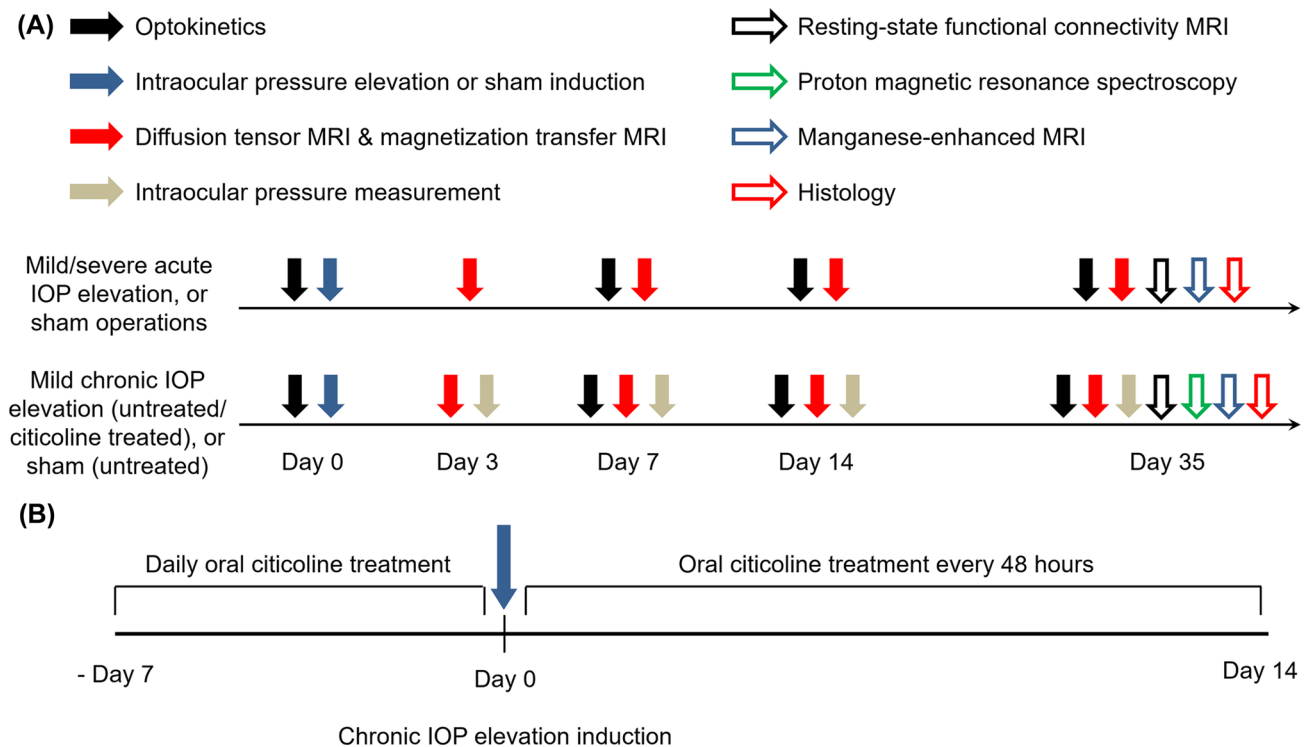 (A)
Optokinetics
Resting-state functional connectivity MRI
Intraocular pressure elevation or sham induction
Proton magnetic resonance spectroscopy
Diffusion tensor MRI & magnetization transfer MRI
Manganese-enhanced MRI
Intraocular pressure measurement
Histology
Mild/severe acute
IOP elevation, or
sham operations
Mild chronic IOP
elevation (untreated/
citicoline treated), or
sham (untreated)
Day 0
Day 3
Day 7
Day 14
Day 35
(B)
Daily oral citicoline treatment
Oral citicoline treatment every 48 hours
- Day 7
Day 0
Day 14
Chronic IOP elevation induction